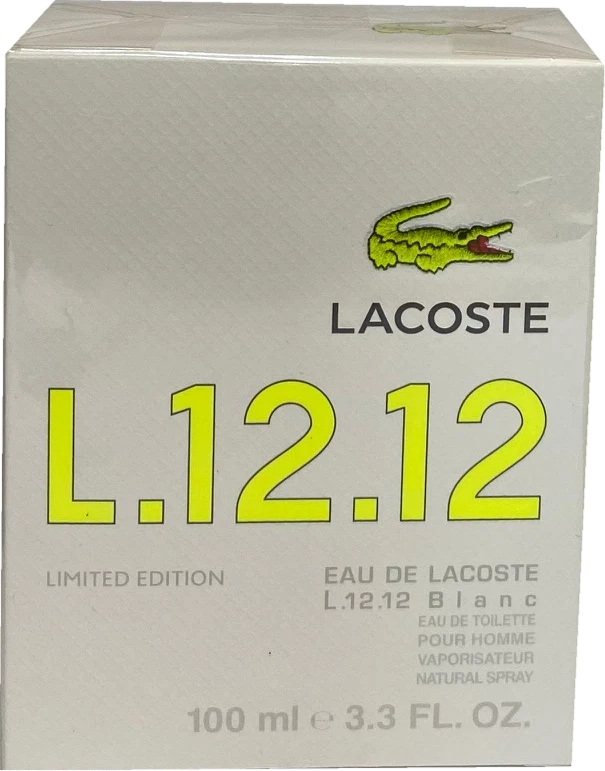 LACOSTE
L.12.12
LIMITED EDITION
EAU DE LACOSTE
L.12.12 Blanc
EAU DE TOILETTE
POUR HOMME
VAPORISATEUR
NATURAL SPRAY
100 ml ℮ 3.3 FL. OZ.